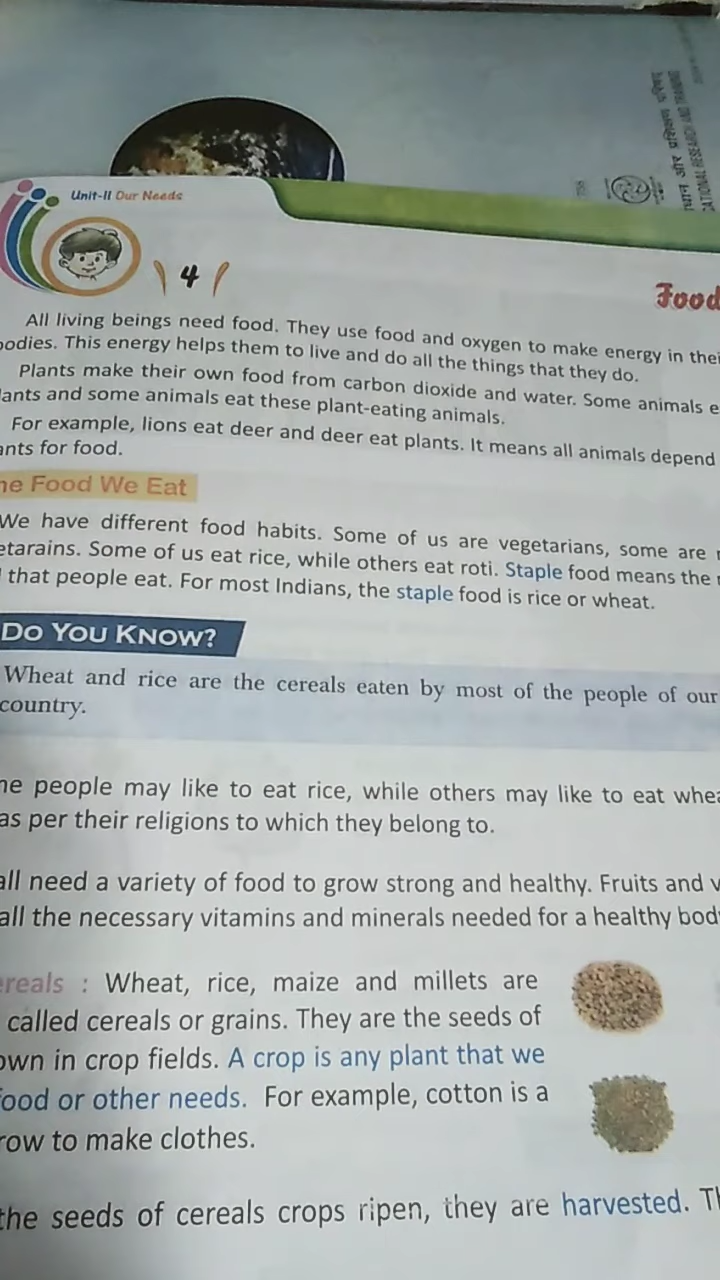 Unit-II Our Needs
4
Food
All living beings need food. They use food and oxygen to make energy in thei
bodies. This energy helps them to live and do all the things that they do.
Plants make their own food from carbon dioxide and water. Some animals e
lants and some animals eat these plant-eating animals.
For example, lions eat deer and deer eat plants. It means all animals depend
ants for food.
he Food We Eat
We have different food habits. Some of us are vegetarians, some are
etarains. Some of us eat rice, while others eat roti. Staple food means the
that people eat. For most Indians, the staple food is rice or wheat.
DO YOU KNOW?
Wheat and rice are the cereals eaten by most of the people of our
country.
me people may like to eat rice, while others may like to eat whea
as per their religions to which they belong to.
all need a variety of food to grow strong and healthy. Fruits and v
all the necessary vitamins and minerals needed for a healthy body
ereals : Wheat, rice, maize and millets are
called cereals or grains. They are the seeds of
own in crop fields. A crop is any plant that we
food or other needs. For example, cotton is a
row to make clothes.
the seeds of cereals crops ripen, they are harvested. Th